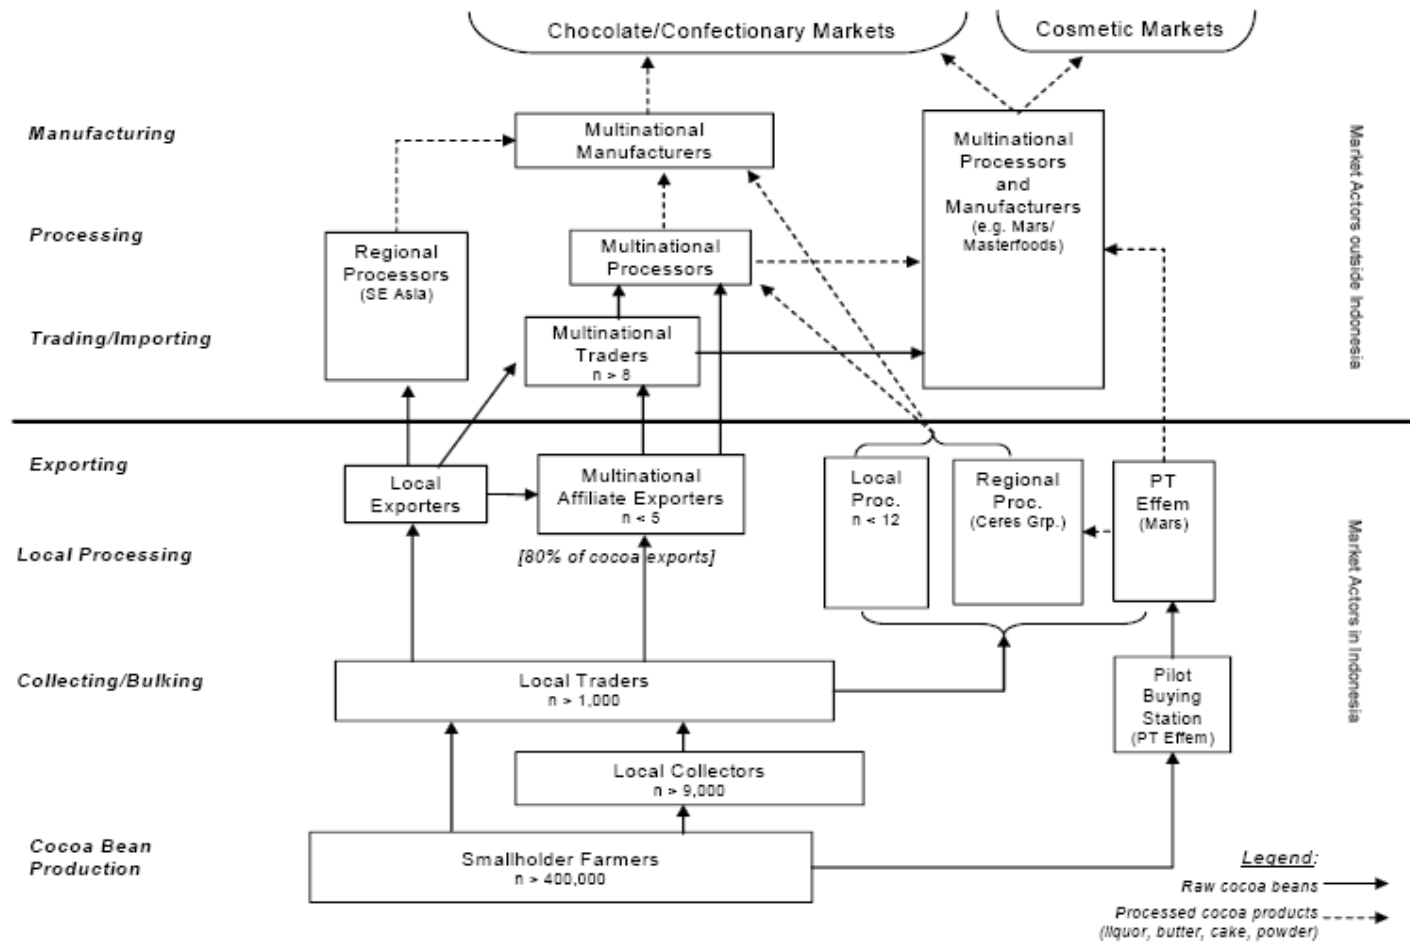 Chocolate/Confectionary Markets
Cosmetic Markets
Manufacturing
Multinational
Manufacturers
Multinational
Processors
and
Manufacturers
(e.g. Mars/
Masterfoods)
Market Actors outside Indonesia
Processing
Regional
Processors
(SE Asia)
Multinational
Processors
Trading/Importing
Multinational
Traders
n > 8
Exporting
Local
Exporters
Multinational
Affiliate Exporters
n < 5
[80% of cocoa exports]
Local
Proc.
n < 12
Regional
Proc.
(Ceres Grp.)
PT
Effem
(Mars)
Market Actors in Indonesia
Local Processing
Collecting/Bulking
Local Traders
n > 1,000
Pilot
Buying
Station
(PT Effem)
Local Collectors
n > 9,000
Cocoa Bean
Production
Smallholder Farmers
n > 400,000
Legend:
Raw cocoa beans
Processed cocoa products
(liquor, butter, cake, powder)